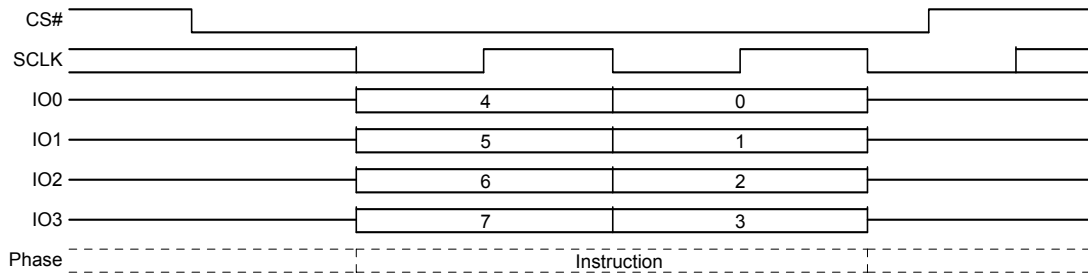 CS#
SCLK
IO0 4 0
IO1 5 1
IO2 6 2
IO3 7 3
Phase Instruction